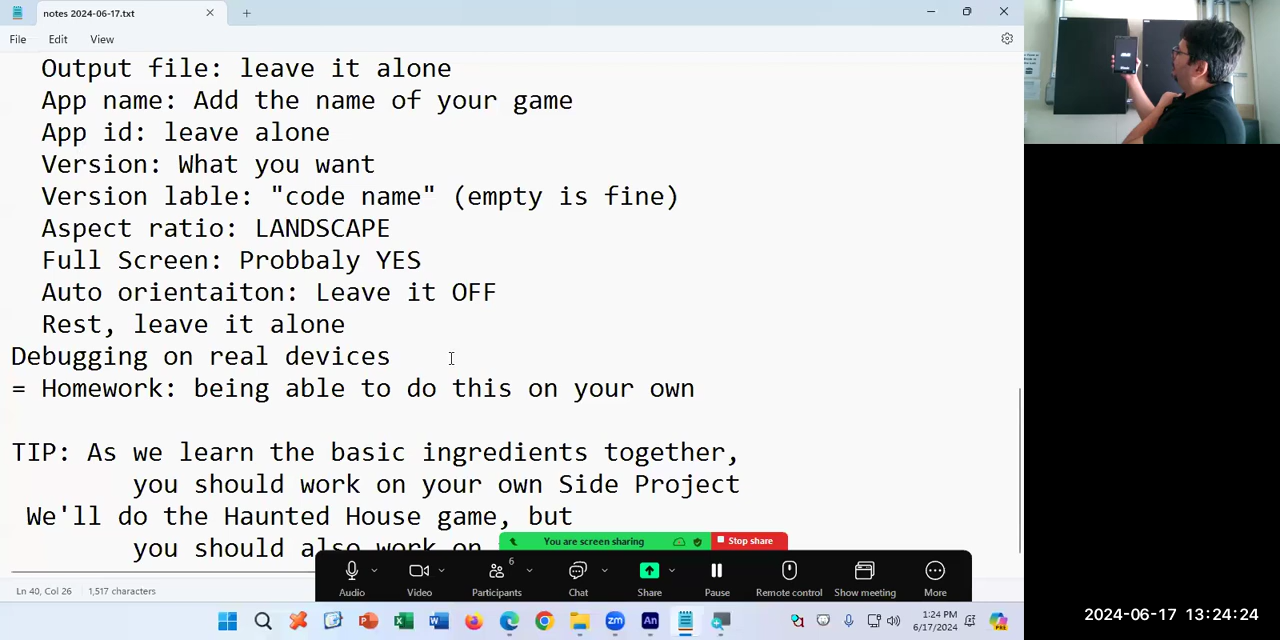 notes 2024-06-17.txt
File Edit View
Output file: leave it alone
App name: Add the name of your game
App id: leave alone
Version: What you want
Version lable: "code name" (empty is fine)
Aspect ratio: LANDSCAPE
Full Screen: Probbaly YES
Auto orientaiton: Leave it OFF
Rest, leave it alone
Debugging on real devices
= Homework: being able to do this on your own
TIP: As we learn the basic ingredients together,
you should work on your own Side Project
We'll do the Haunted House game, but
you should also work on
You are screen sharing Stop share
6
Audio Video Participants Chat Share Pause Remote control Show meeting More
Ln 40, Col 26 1,517 characters
zm An
1:24 PM
6/17/2024
PRE
2024-06-17 13:24:24